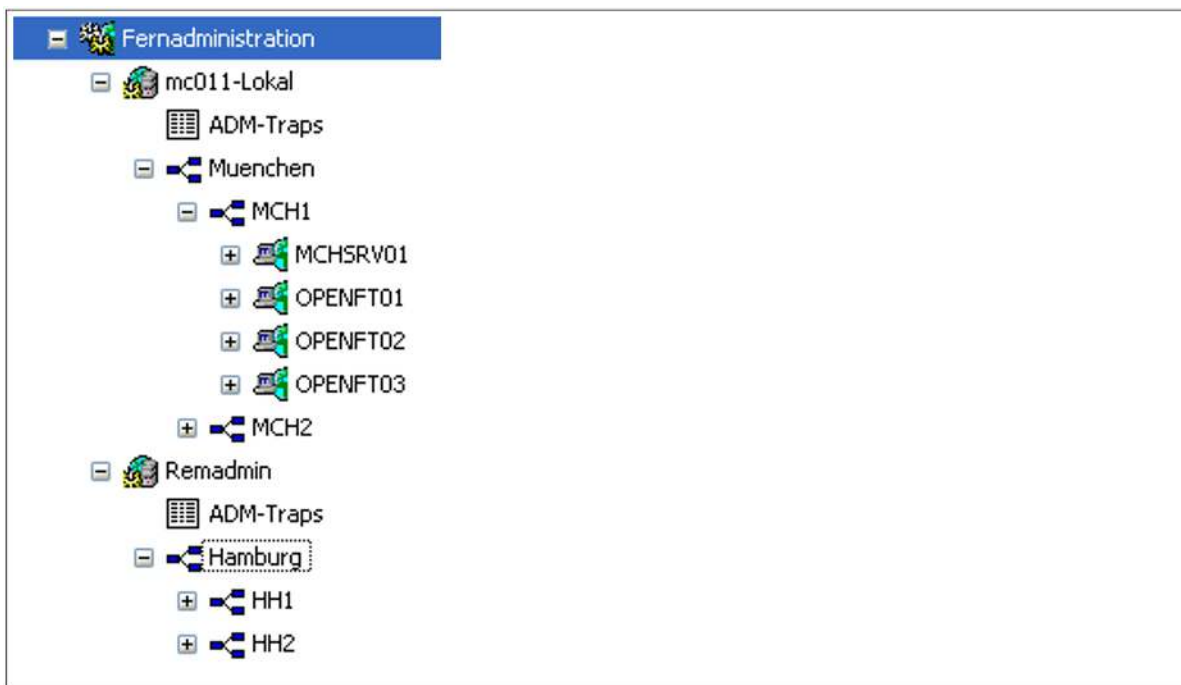 Fernadministration
mc011-Lokal
ADM-Traps
Muenchen
MCH1
MCHSRV01
OPENFT01
OPENFT02
OPENFT03
MCH2
Remadmin
ADM-Traps
Hamburg
HH1
HH2